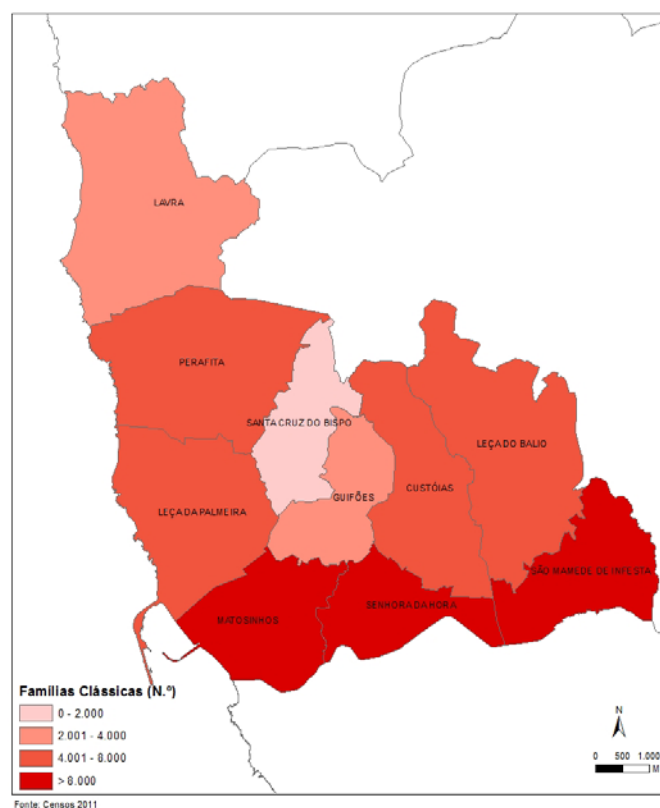 LAVRA
PERAFITA
SANTA CRUZ DO BISPO
LEÇA DO BALIO
CUSTÓIAS
GUIFÕES
LEÇA DA PALMEIRA
SÃO MAMEDE DE INFESTA
SENHORA DA HORA
MATOSINHOS
Famílias Clássicas (N.º)
0 - 2.000
2.001 - 4.000
4.001 - 8.000
> 8.000
N
0 500 1.000
M
Fonte: Censos 2011